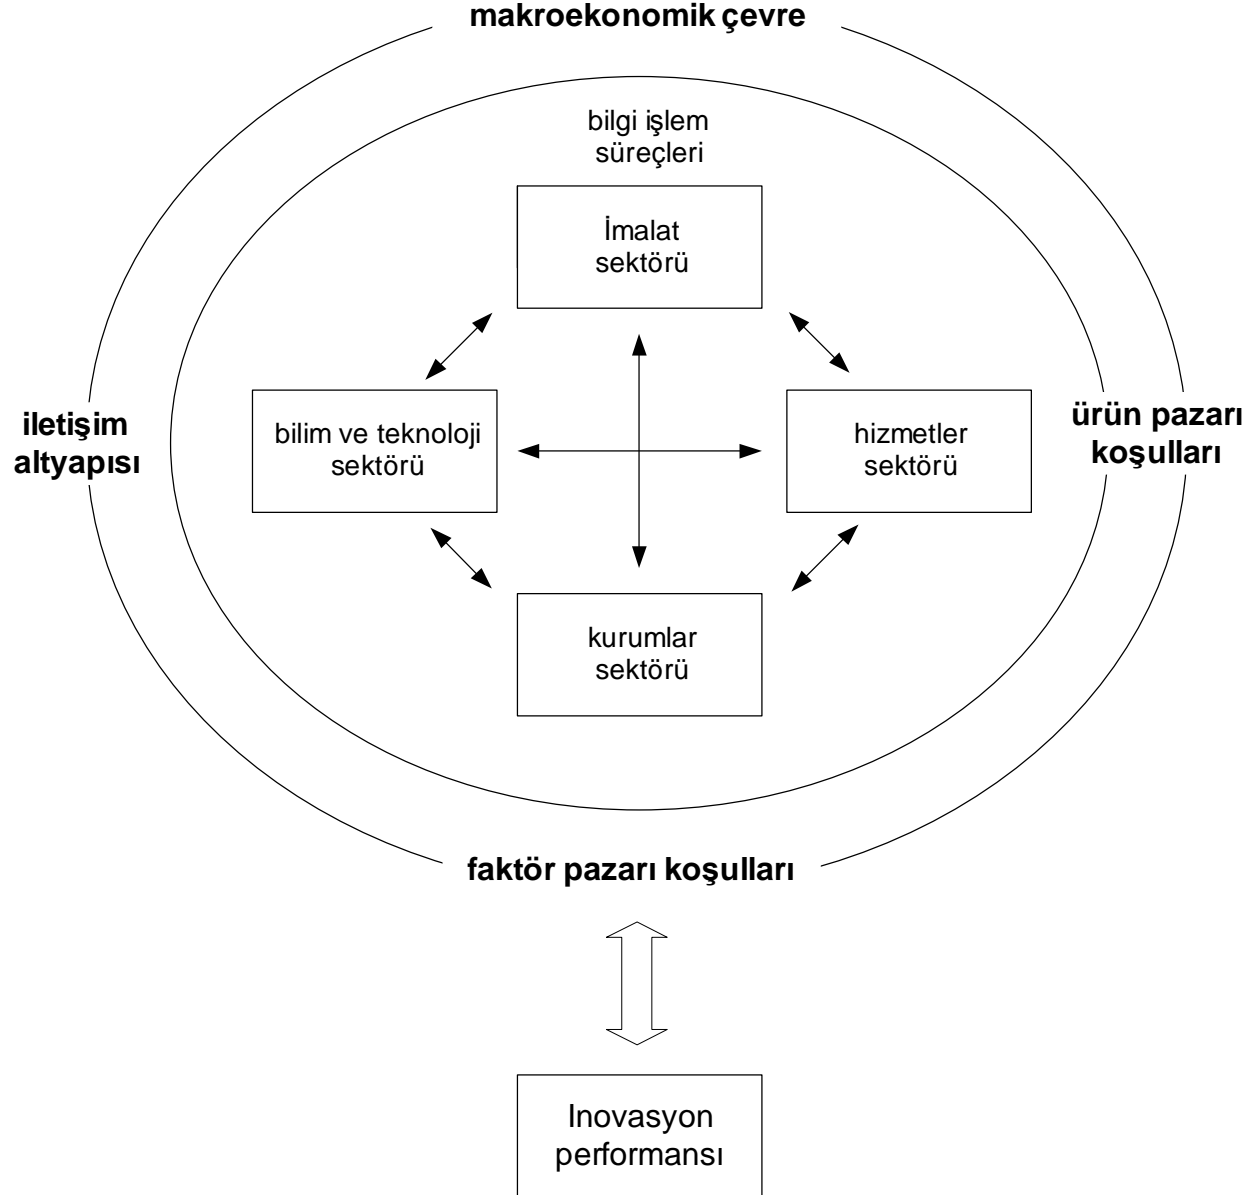 makroekonomik çevre
bilgi işlem
süreçleri
İmalat
sektörü
iletişim
altyapısı
bilim ve teknoloji
sektörü
hizmetler
sektörü
ürün pazarı
koşulları
kurumlar
sektörü
faktör pazarı koşulları
Inovasyon
performansı